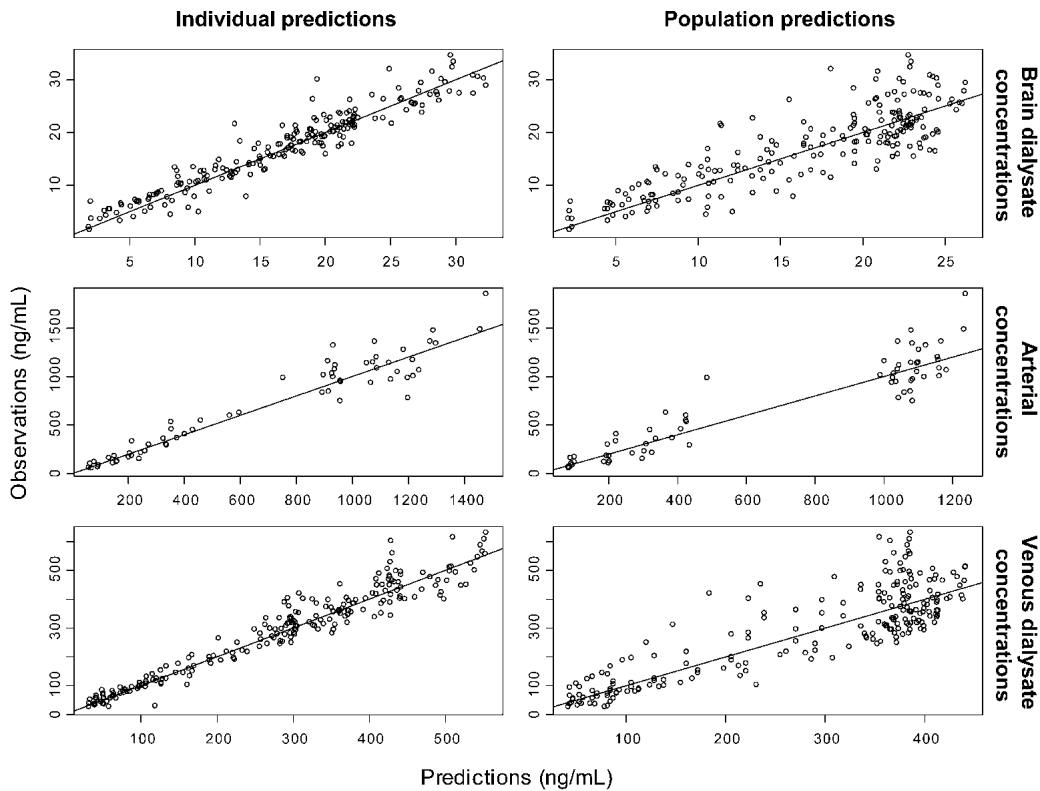 Individual predictions
Population predictions
10 20 30
5 10 15 20 25 30
10 20 30
5 10 15 20 25
Brain dialysate
concentrations
0 500 1000 1500
200 400 600 800 1000 1200 1400
0 500 1000 1500
200 400 600 800 1000 1200
Arterial
concentrations
0 100 300 500
100 200 300 400 500
0 100 300 500
100 200 300 400
Venous dialysate
concentrations
Observations (ng/mL)
Predictions (ng/mL)